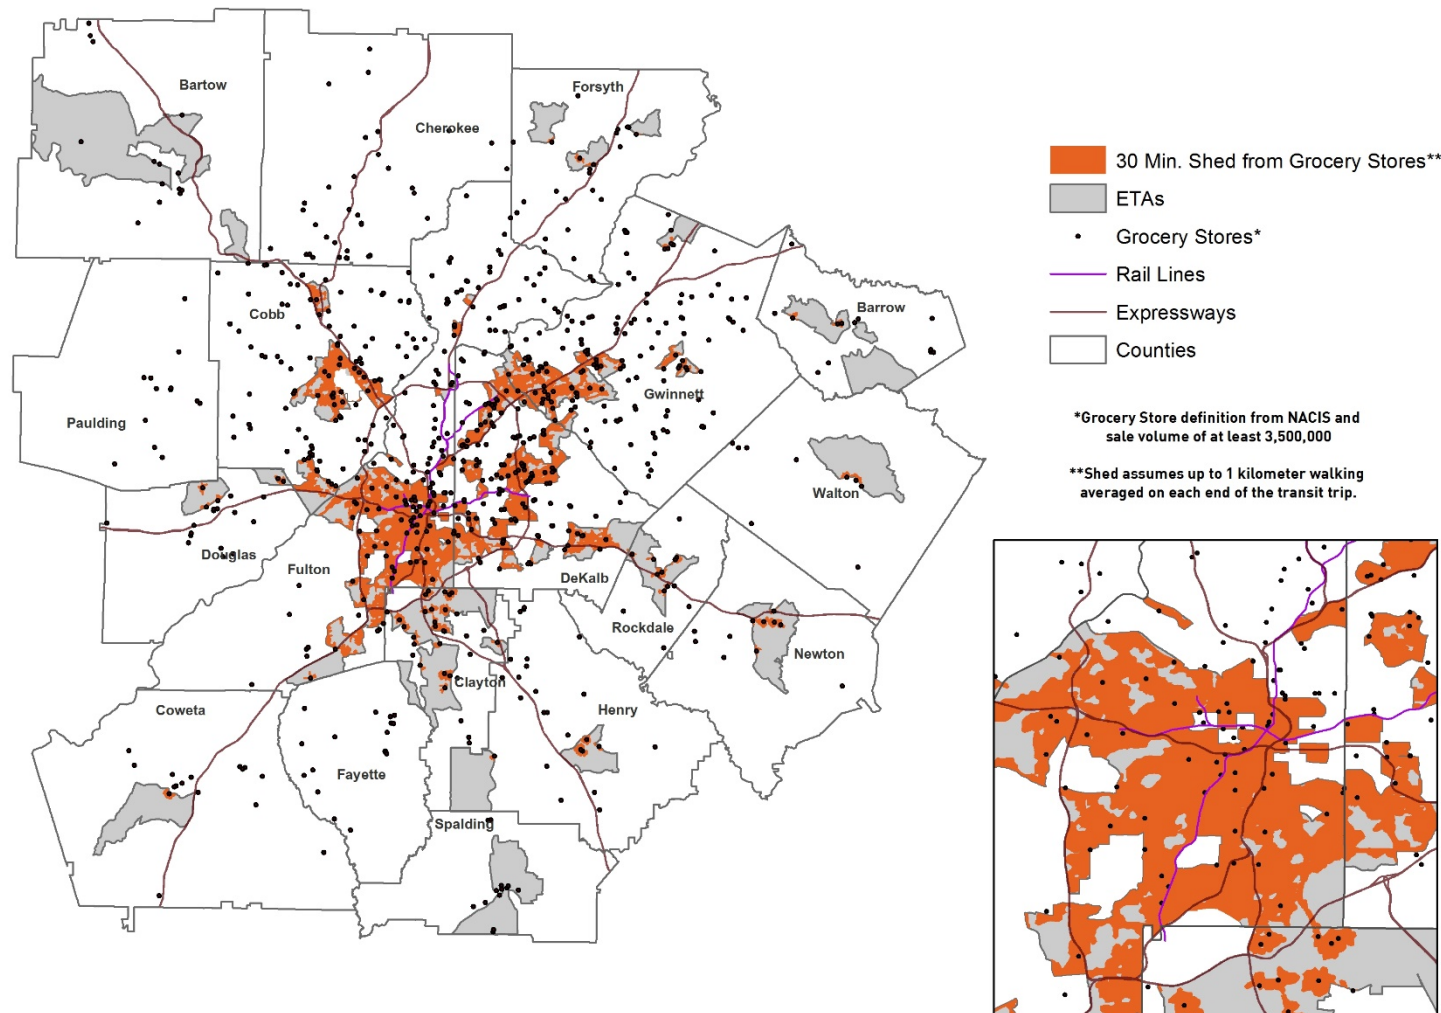 Bartow
Forsyth
Cherokee
Cobb
Barrow
Gwinnett
Paulding
Walton
Douglas
Fulton
DeKalb
Rockdale
Newton
Clayton
Coweta
Henry
Fayette
Spalding
30 Min. Shed from Grocery Stores**
ETAs
Grocery Stores*
Rail Lines
Expressways
Counties
*Grocery Store definition from NACIS and
sale volume of at least 3,500,000
**Shed assumes up to 1 kilometer walking
averaged on each end of the transit trip.